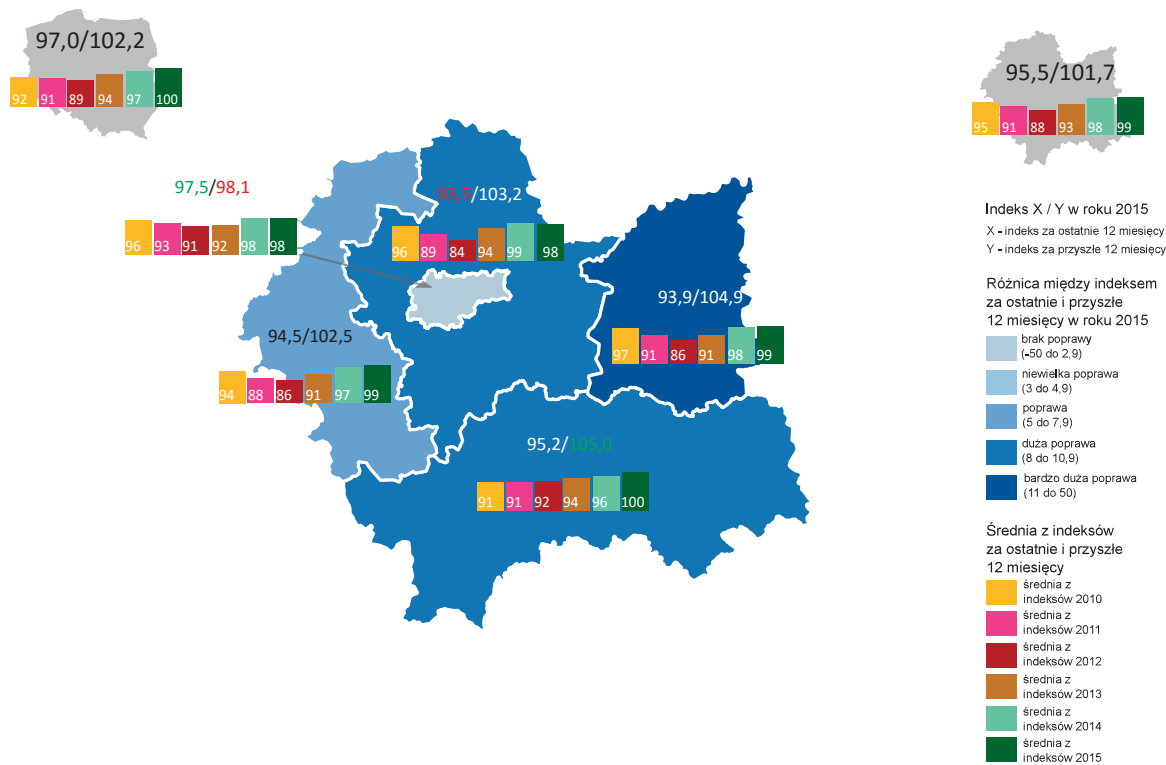 97,0/102,2
92 91 89 94 97 100
95,5/101,7
95 91 88 93 98 99
97,5/98,1
96 93 91 92 98 98
93,5/103,2
96 89 84 94 99 98
93,9/104,9
97 91 86 91 98 99
94,5/102,5
94 88 86 91 97 99
95,2/105,0
91 91 92 94 96 100
Indeks X / Y w roku 2015
X - indeks za ostatnie 12 miesięcy
Y - indeks za przyszłe 12 miesięcy
Różnica między indeksem
za ostatnie i przyszłe
12 miesięcy w roku 2015
brak poprawy
(-50 do 2,9)
niewielka poprawa
(3 do 4,9)
poprawa
(5 do 7,9)
duża poprawa
(8 do 10,9)
bardzo duża poprawa
(11 do 50)
Średnia z indeksów
za ostatnie i przyszłe
12 miesięcy
średnia z
indeksów 2010
średnia z
indeksów 2011
średnia z
indeksów 2012
średnia z
indeksów 2013
średnia z
indeksów 2014
średnia z
indeksów 2015